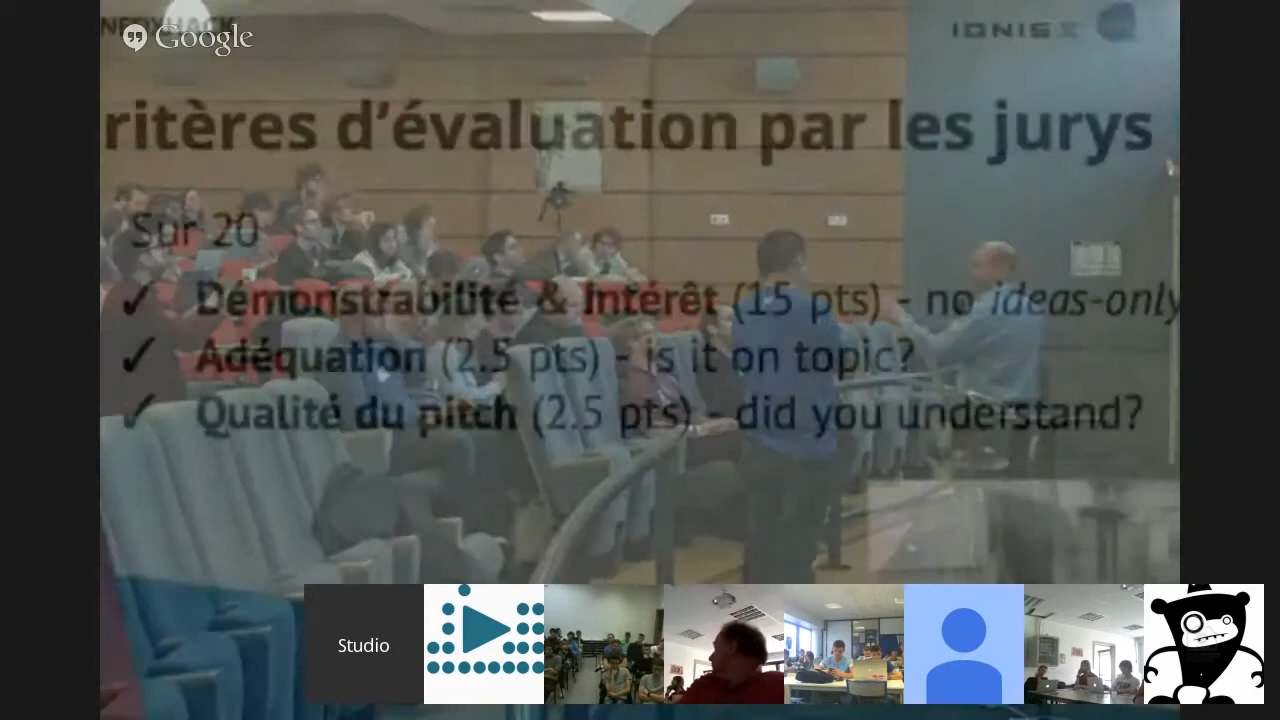 Google
IONISX
ritères d'évaluation par les jurys
Sur 20
✓ Démonstrabilité & Intérêt (15 pts) - no ideas-only
✓ Adéquation (2.5 pts) - is it on topic?
✓ Qualité du pitch (2.5 pts) - did you understand?
Studio